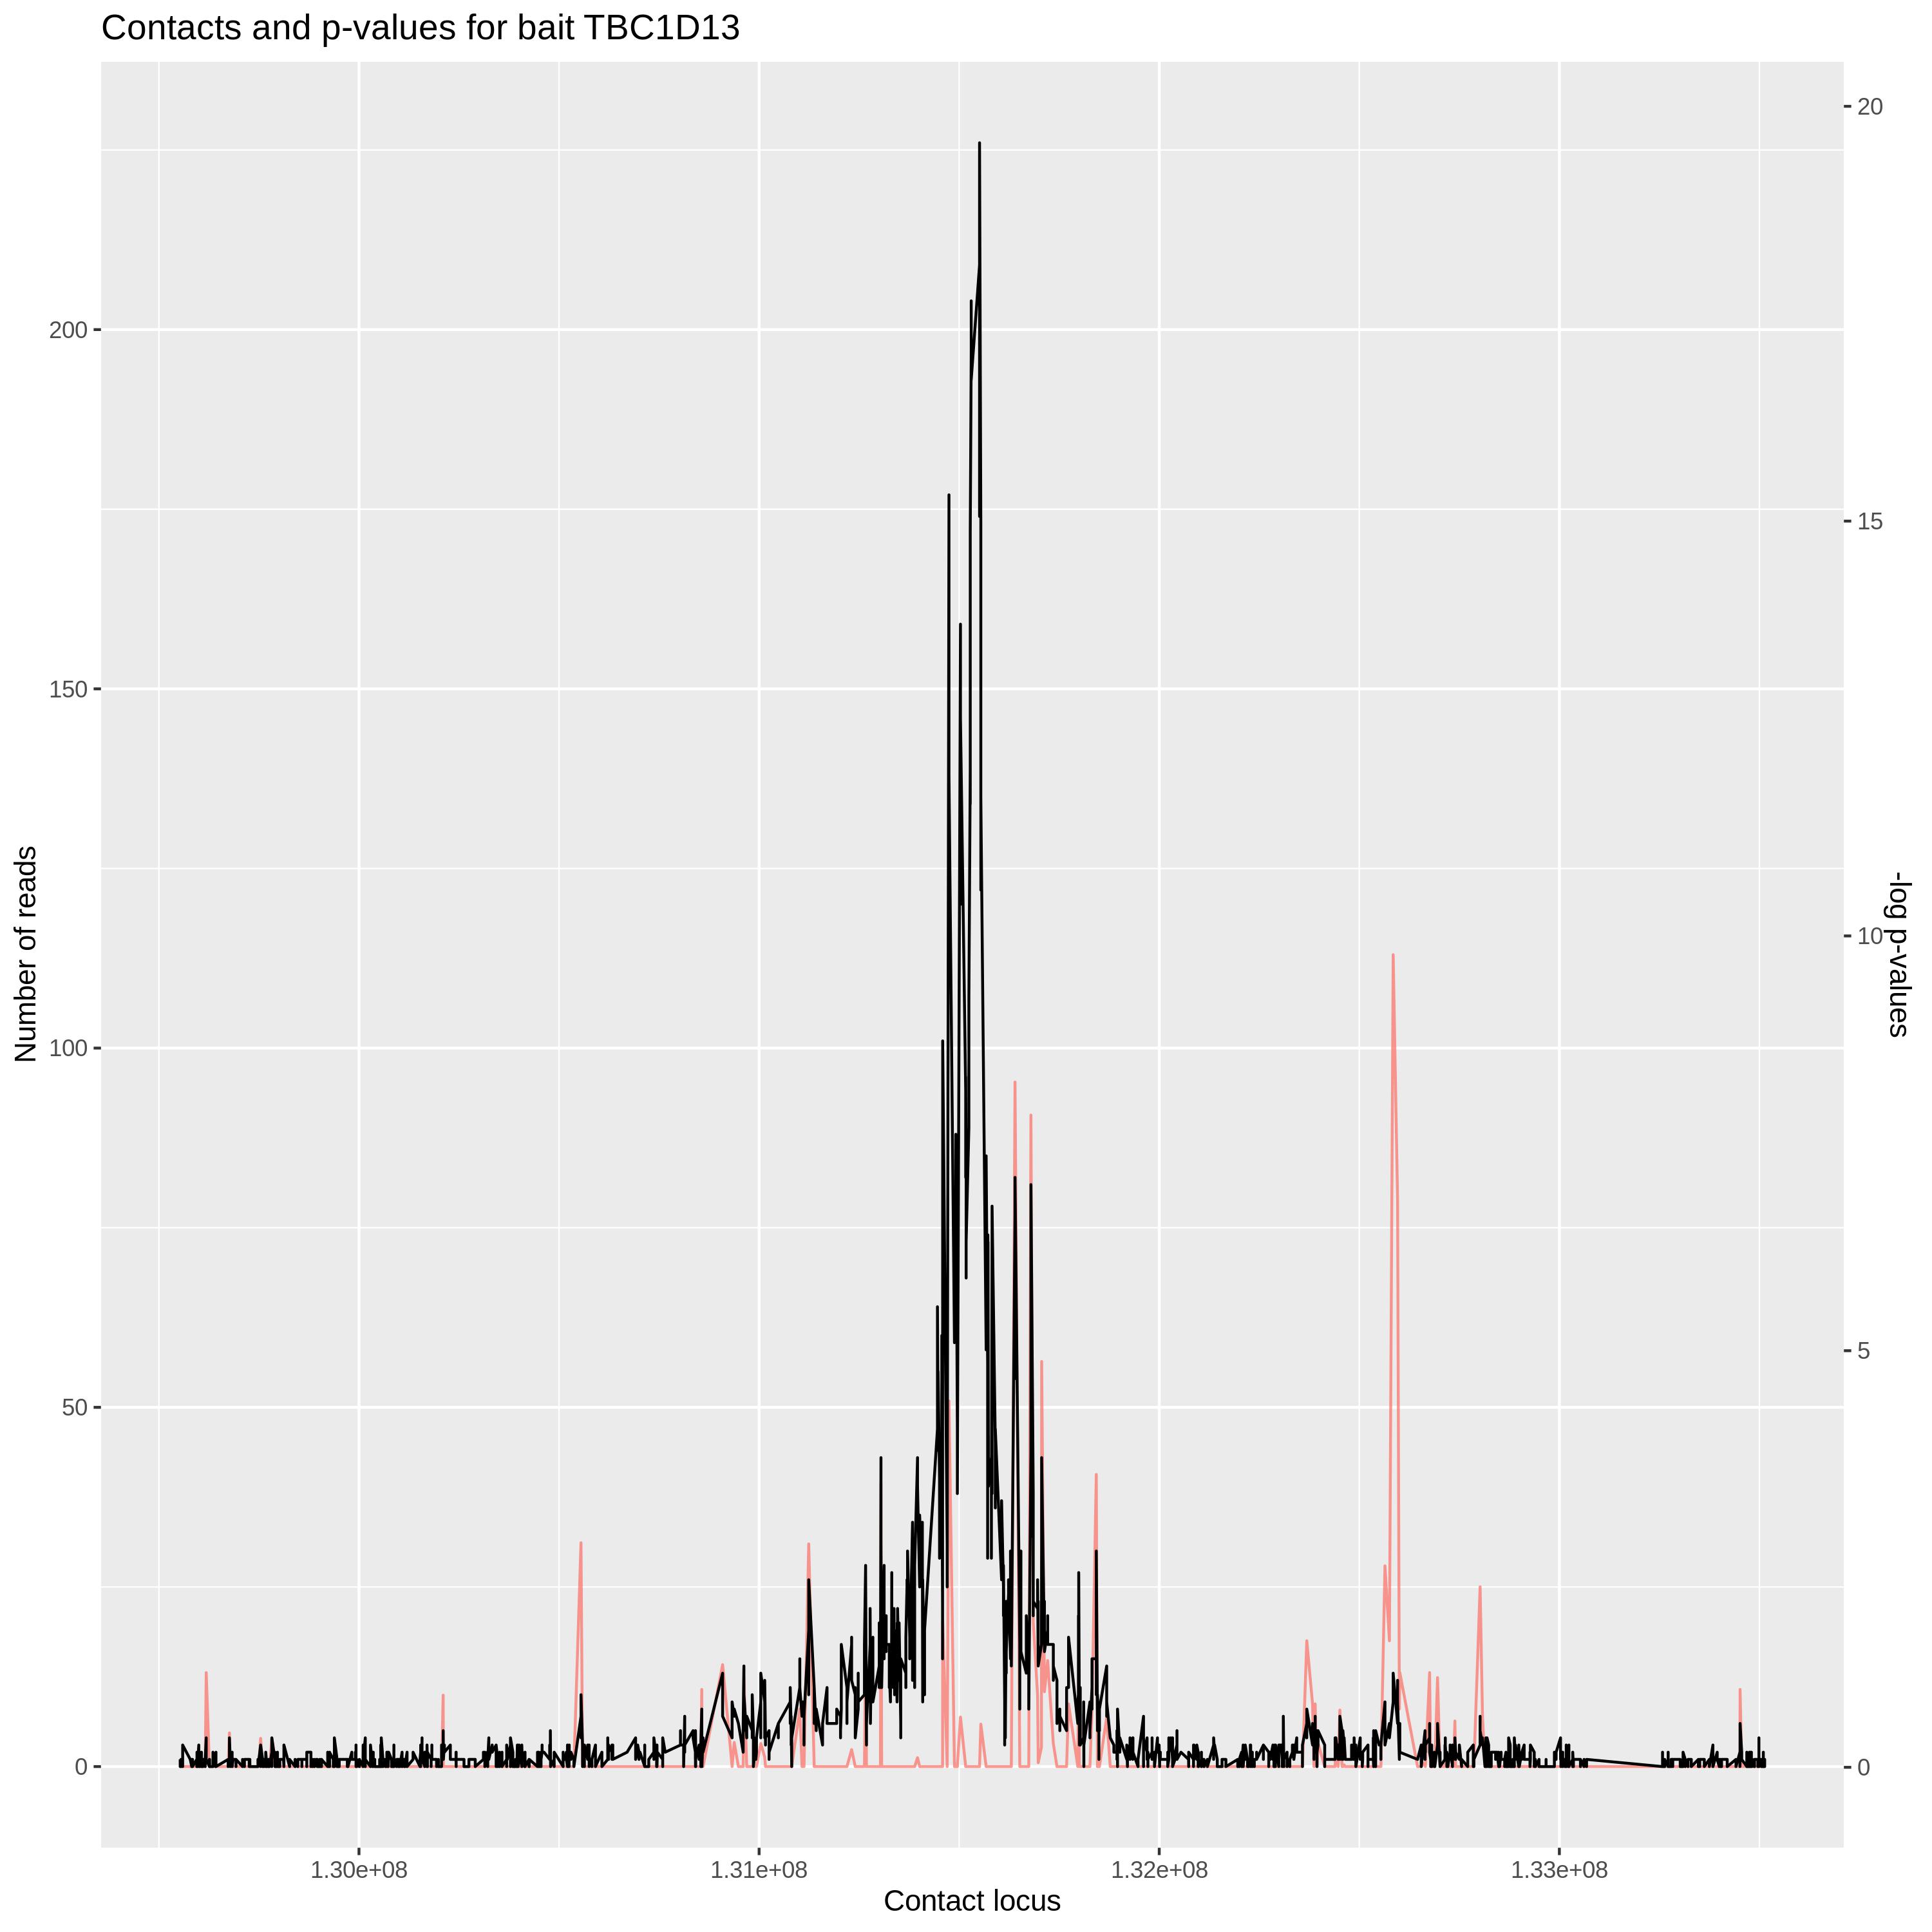 Contacts and p-values for bait TBC1D13
Number of reads
200
150
100
50
0
20
15
10
5
0
-log p-values
1.30e+08
1.31e+08
1.32e+08
1.33e+08
Contact locus